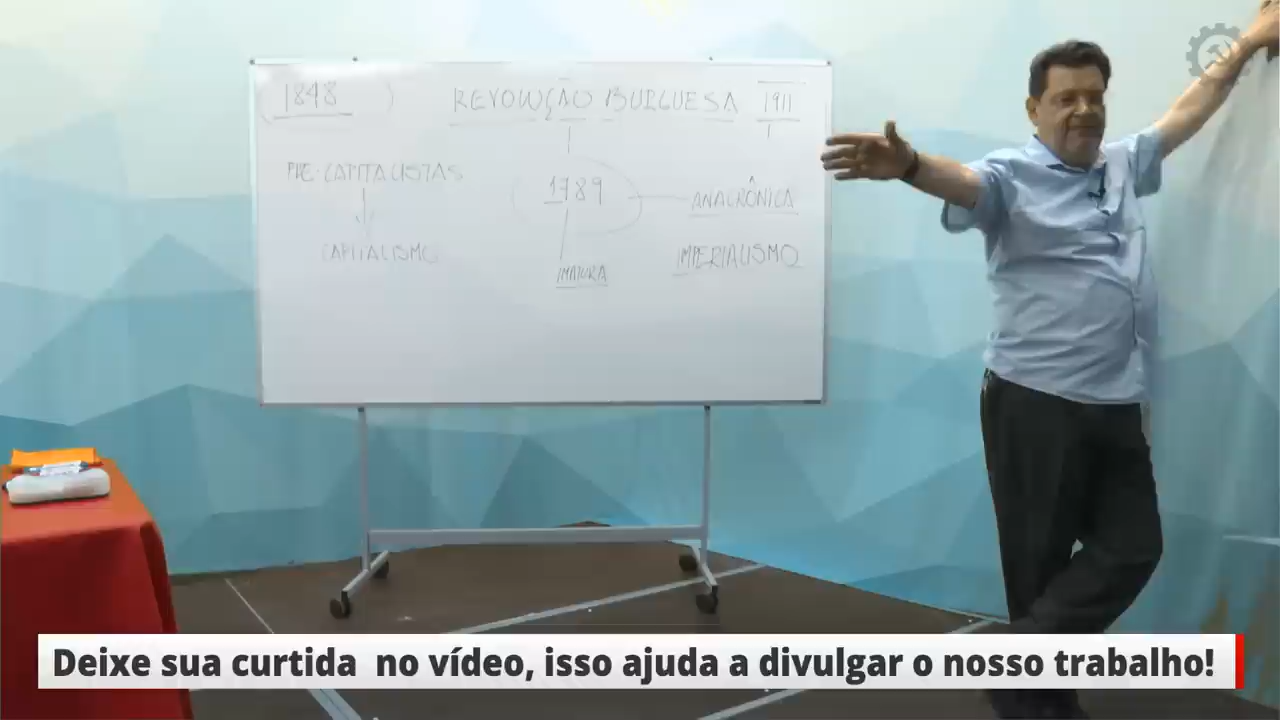 1848
REVOLUÇÃO BURGUESA 1911
PRE-CAPITALISTAS
1789
ANACRÔNICA
CAPITALISMO
IMATURA
IMPERIALISMO
Deixe sua curtida no vídeo, isso ajuda a divulgar o nosso trabalho!